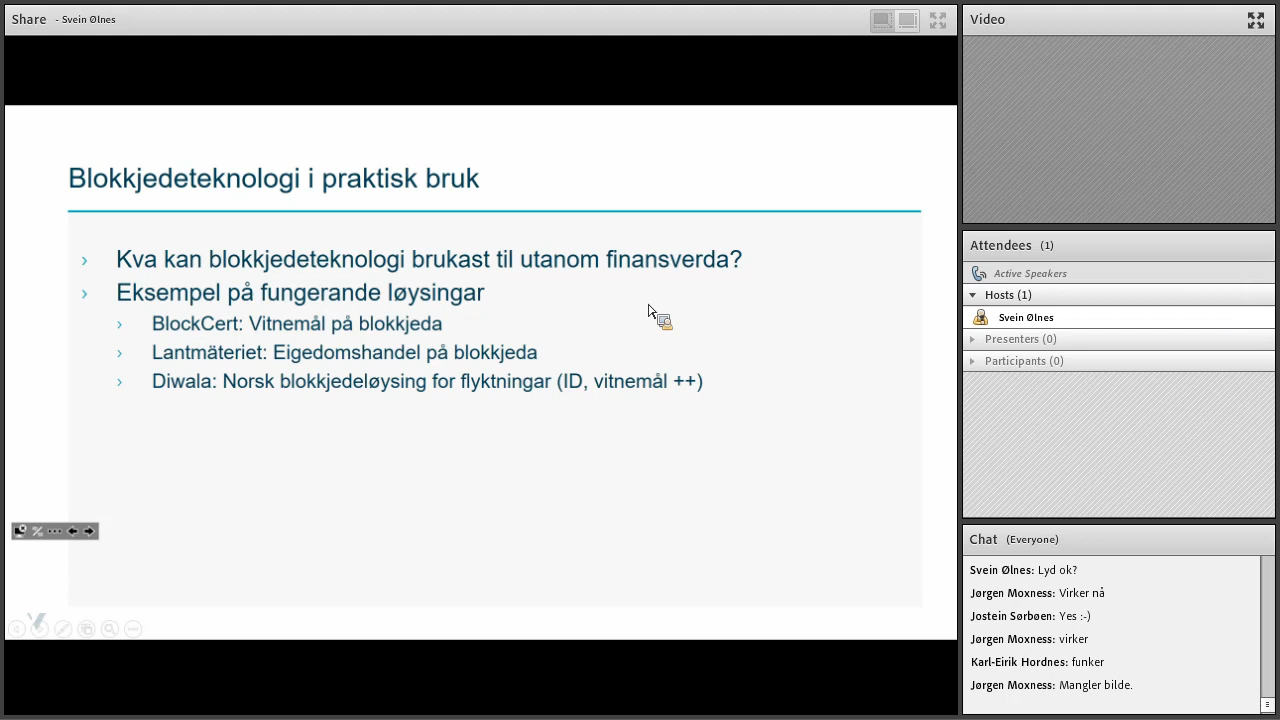 Share - Svein Ølnes
Blokkjedeteknologi i praktisk bruk
Kva kan blokkjedeteknologi brukast til utanom finansverda?
Eksempel på fungerande løysingar
BlockCert: Vitnemål på blokkjeda
Lantmäteriet: Eigedomshandel på blokkjeda
Diwala: Norsk blokkjedeløysing for flyktningar (ID, vitnemål ++)
Video
Attendees (1)
Active Speakers
Hosts (1)
Svein Ølnes
Presenters (0)
Participants (0)
Chat (Everyone)
Svein Ølnes: Lyd ok?
Jørgen Moxness: Virker nå
Jostein Sørbøen: Yes :-)
Jørgen Moxness: virker
Karl-Eirik Hordnes: funker
Jørgen Moxness: Mangler bilde.